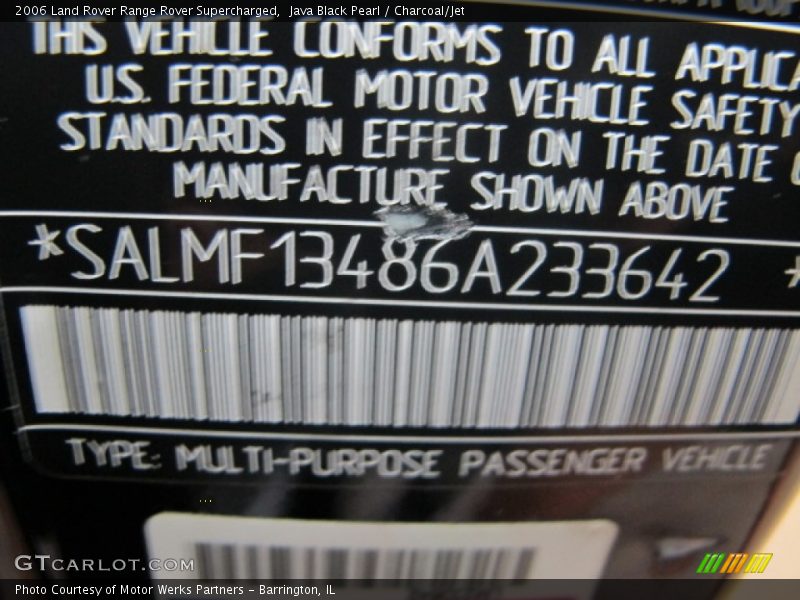 2006 Land Rover Range Rover Supercharged, Java Black Pearl / Charcoal/Jet
THIS VEHICLE CONFORMS TO ALL
U.S. FEDERAL MOTOR VEHICLE SAFETY
STANDARDS IN EFFECT ON THE DATE
MANUFACTURE SHOWN ABOVE
*SALMF13486A233642 *
TYPE: MULTI-PURPOSE PASSENGER VEHICLE
GTCARLOT.COM
Photo Courtesy of Motor Werks Partners - Barrington, IL